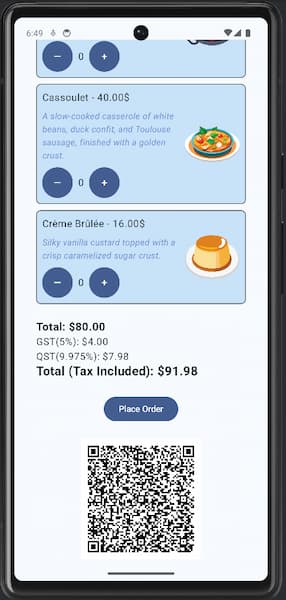 6:49
− 0 +
Cassoulet - 40.00$
A slow-cooked casserole of white
beans, duck confit, and Toulouse
sausage, finished with a golden
crust.
− 0 +
Crème Brûlée - 16.00$
Silky vanilla custard topped with a
crisp caramelized sugar crust.
− 0 +
Total: $80.00
GST(5%): $4.00
QST(9.975%): $7.98
Total (Tax Included): $91.98
Place Order